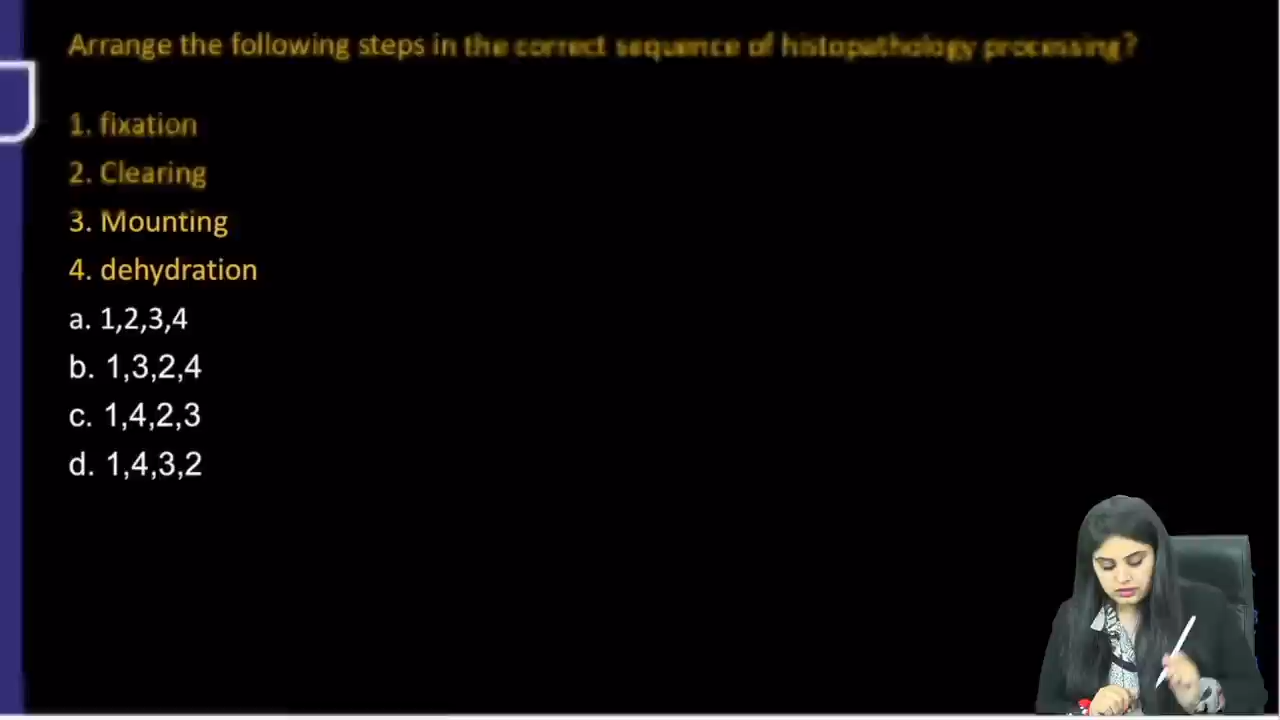 Arrange the following steps in the correct sequence of histopathology processing?
1. fixation
2. Clearing
3. Mounting
4. dehydration
a. 1,2,3,4
b. 1,3,2,4
c. 1,4,2,3
d. 1,4,3,2